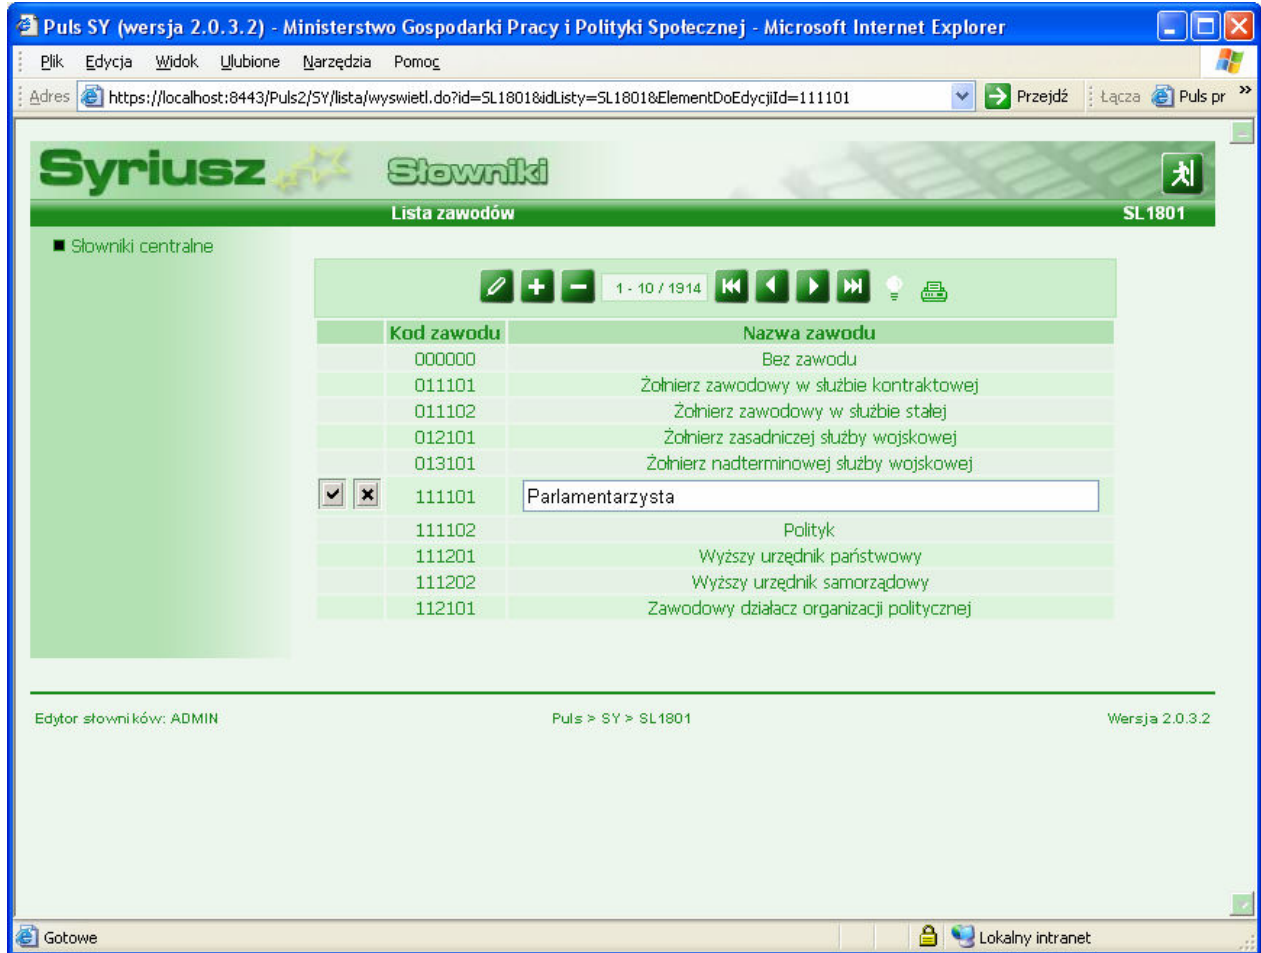 Puls SY (wersja 2.0.3.2) - Ministerstwo Gospodarki Pracy i Polityki Społecznej - Microsoft Internet Explorer
Plik Edycja Widok Ulubione Narzędzia Pomoc
Adres https://localhost:8443/Puls2/SY/lista/wyswietl.do?id=SL1801&idListy=SL1801&ElementDoEdycjiId=111101 Przejdź Łącza Puls pr »
Syriusz Słowniki
Lista zawodów SL1801
Słowniki centralne
1 - 10 / 1914
Kod zawodu Nazwa zawodu
000000 Bez zawodu
011101 Żołnierz zawodowy w służbie kontraktowej
011102 Żołnierz zawodowy w służbie stałej
012101 Żołnierz zasadniczej służby wojskowej
013101 Żołnierz nadterminowej służby wojskowej
111101 Parlamentarzysta
111102 Polityk
111201 Wyższy urzędnik państwowy
111202 Wyższy urzędnik samorządowy
112101 Zawodowy działacz organizacji politycznej
Edytor słowników: ADMIN Puls > SY > SL1801 Wersja 2.0.3.2
Gotowe Lokalny intranet